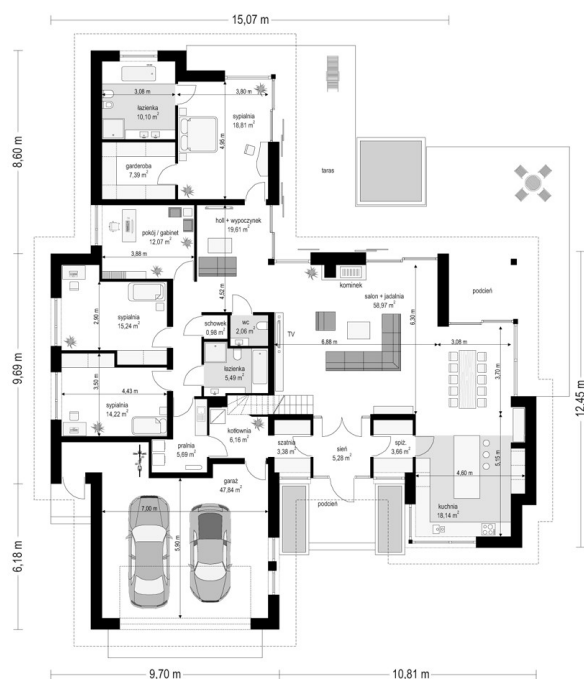 15,07 m
8,60 m
9,69 m
6,18 m
12,45 m
9,70 m
10,81 m
3,08 m
łazienka
10,10 m²
3,80 m
sypialnia
18,81 m²
4,95 m
garderoba
7,39 m²
taras
pokój / gabinet
12,07 m²
3,88 m
holl + wypoczynek
19,61 m²
4,52 m
kominek
salon + jadalnia
58,97 m²
6,30 m
podcień
2,90 m
sypialnia
15,24 m²
schowek
0,98 m²
wc
2,06 m²
TV
6,88 m
3,08 m
3,70 m
3,50 m
4,43 m
sypialnia
14,22 m²
łazienka
5,49 m²
kotłownia
6,16 m²
pralnia
5,69 m²
szatnia
3,38 m²
sień
5,28 m²
spiż.
3,66 m²
5,15 m
4,60 m
kuchnia
18,14 m²
garaż
47,84 m²
7,00 m
5,90 m
podcień